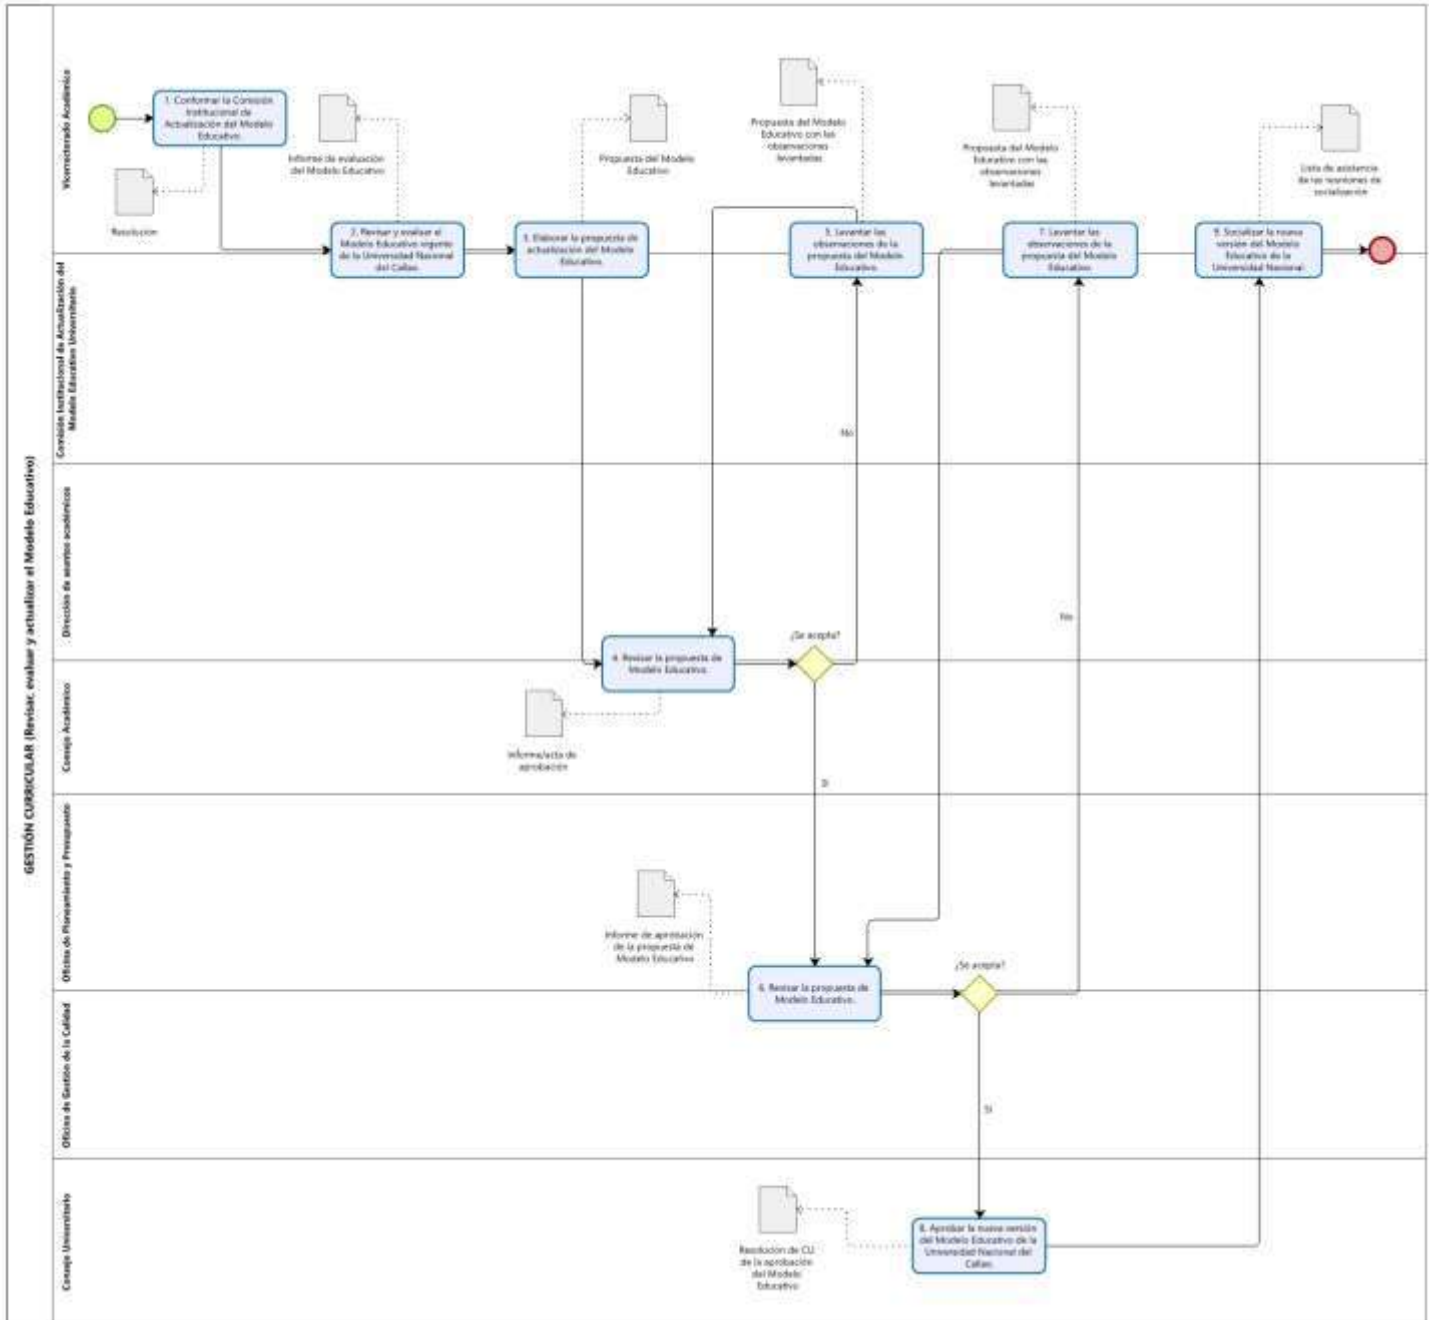 GESTIÓN CURRICULAR (Revisar, evaluar y actualizar el Modelo Educativo)
Vicerrectorado Académico
1. Conformar la Comisión
Institucional de
Actualización del Modelo
Educativo.
Resolución
Informe de evaluación
del Modelo Educativo
2. Revisar y evaluar el
Modelo Educativo vigente
de la Universidad Nacional
del Callao.
Propuesta del Modelo
Educativo
3. Elaborar la propuesta de
actualización del Modelo
Educativo.
Propuesta del Modelo
Educativo con las
observaciones
levantadas
5. Levantar las
observaciones de la
propuesta del Modelo
Educativo.
Propuesta del Modelo
Educativo con las
observaciones
levantadas
7. Levantar las
observaciones de la
propuesta del Modelo
Educativo.
Lista de asistencia
de las reuniones de
socialización
9. Socializar la nueva
versión del Modelo
Educativo de la
Universidad Nacional.
Comisión Institucional de Actualización del
Modelo Educativo Universitario
No
Dirección de asuntos académicos
No
¿Se acepta?
4. Revisar la propuesta de
Modelo Educativo.
Consejo Académico
Informe/acta de
aprobación
Si
Oficina de Planeamiento y Presupuesto
Informe de aprobación
de la propuesta de
Modelo Educativo
¿Se acepta?
6. Revisar la propuesta de
Modelo Educativo.
Oficina de Gestión de la Calidad
Si
Consejo Universitario
Resolución de CU
de la aprobación
del Modelo
Educativo
8. Aprobar la nueva versión
del Modelo Educativo de la
Universidad Nacional del
Callao.